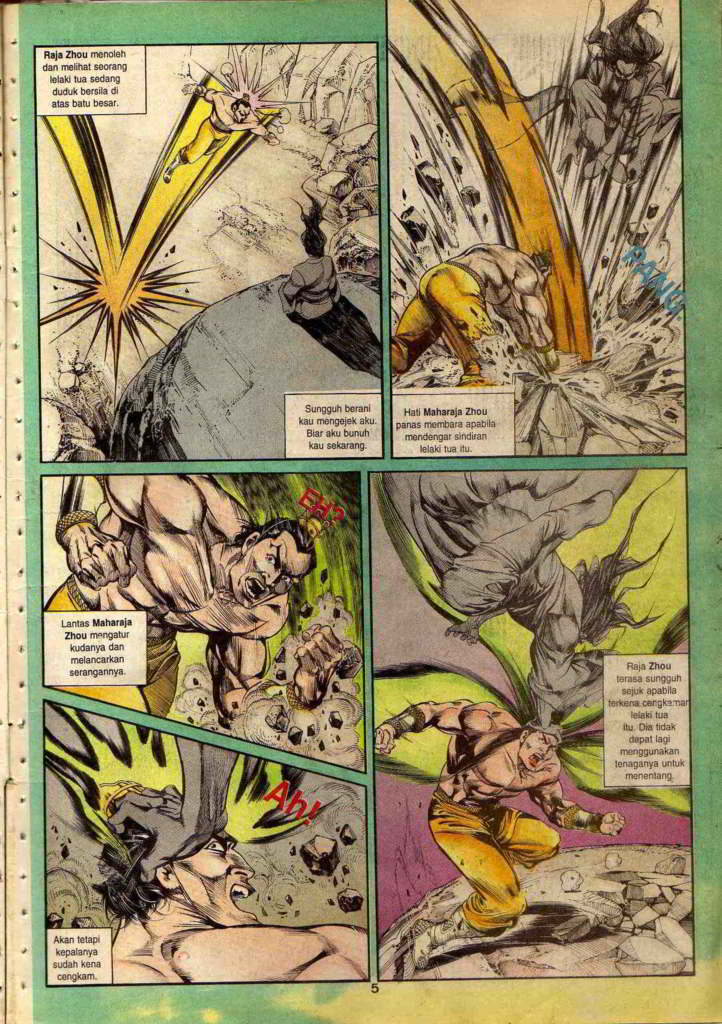 Raja Zhou menoleh
dan melihat seorang
lelaki tua sedang
duduk bersila di
atas batu besar.
Sungguh berani
kau mengejek aku.
Biar aku bunuh
kau sekarang.
PANG
Hati Maharaja Zhou
panas membara apabila
mendengar sindiran
lelaki tua itu.
EH?
Lantas Maharaja
Zhou mengatur
kudanya dan
melancarkan
serangannya.
Raja Zhou
terasa sungguh
sejuk apabila
terkena cengkaman
lelaki tua
itu. Dia tidak
dapat lagi
menggunakan
tenaganya untuk
menentang.
Ah!
Akan tetapi
kepalanya
sudah kena
cengkam.
5